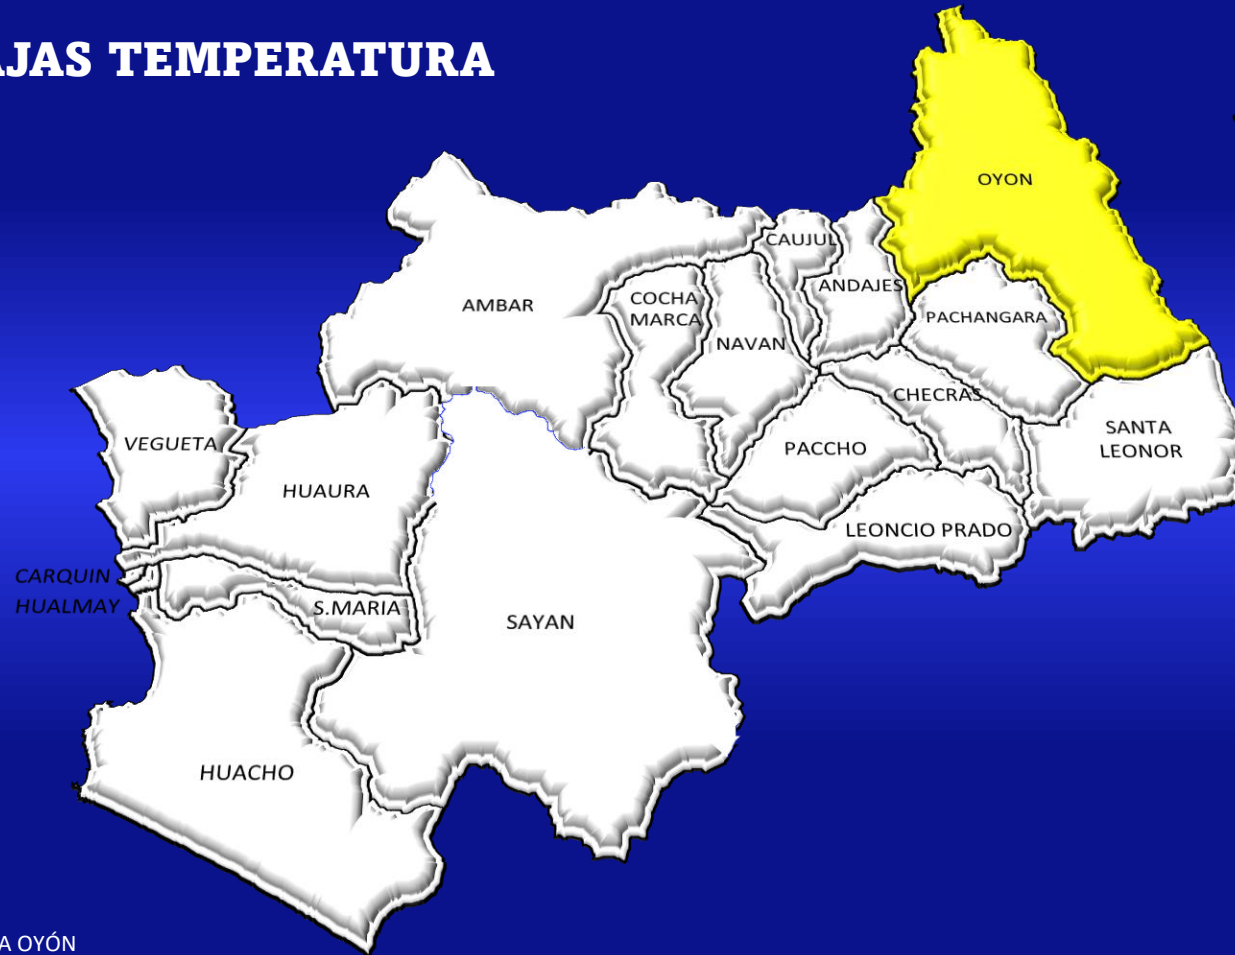 AJAS TEMPERATURA
OYON
CAUJUL
ANDAJES
AMBAR
COCHA
MARCA
PACHANGARA
NAVAN
CHECRAS
VEGUETA
SANTA
LEONOR
PACCHO
HUAURA
LEONCIO PRADO
CARQUIN
HUALMAY
S.MARIA
SAYAN
HUACHO
A OYÓN